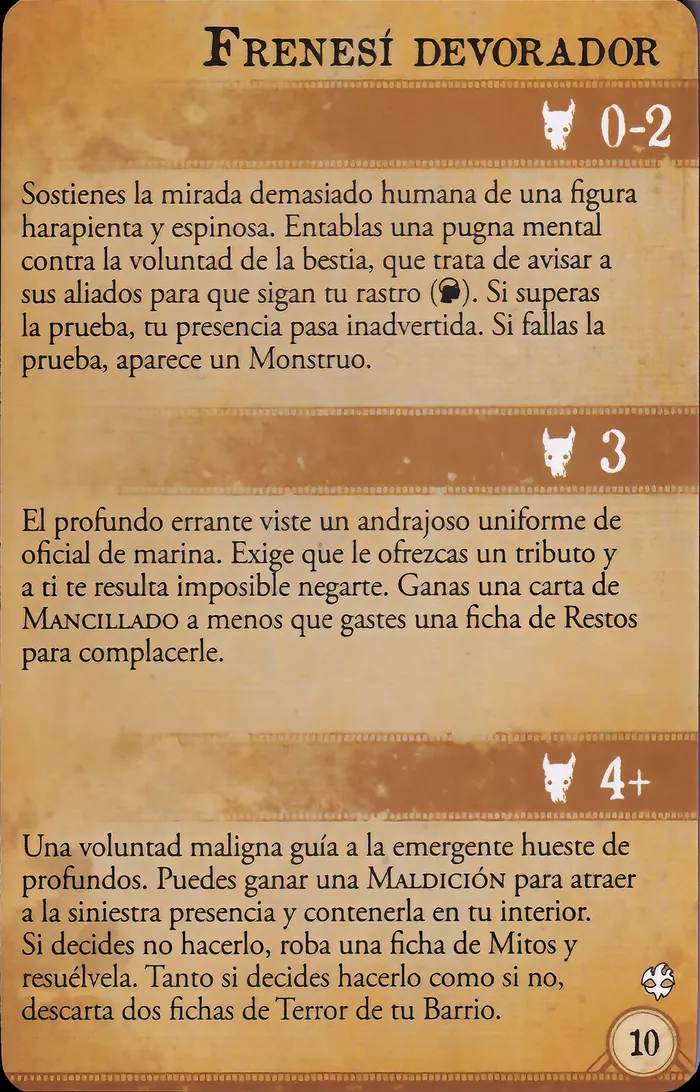 FRENESÍ DEVORADOR
0-2
Sostienes la mirada demasiado humana de una figura
harapienta y espinosa. Entablas una pugna mental
contra la voluntad de la bestia, que trata de avisar a
sus aliados para que sigan tu rastro (). Si superas
la prueba, tu presencia pasa inadvertida. Si fallas la
prueba, aparece un Monstruo.
3
El profundo errante viste un andrajoso uniforme de
oficial de marina. Exige que le ofrezcas un tributo y
a ti te resulta imposible negarte. Ganas una carta de
MANCILLADO a menos que gastes una ficha de Restos
para complacerle.
4+
Una voluntad maligna guía a la emergente hueste de
profundos. Puedes ganar una MALDICIÓN para atraer
a la siniestra presencia y contenerla en tu interior.
Si decides no hacerlo, roba una ficha de Mitos y
resuélvela. Tanto si decides hacerlo como si no,
descarta dos fichas de Terror de tu Barrio.
10